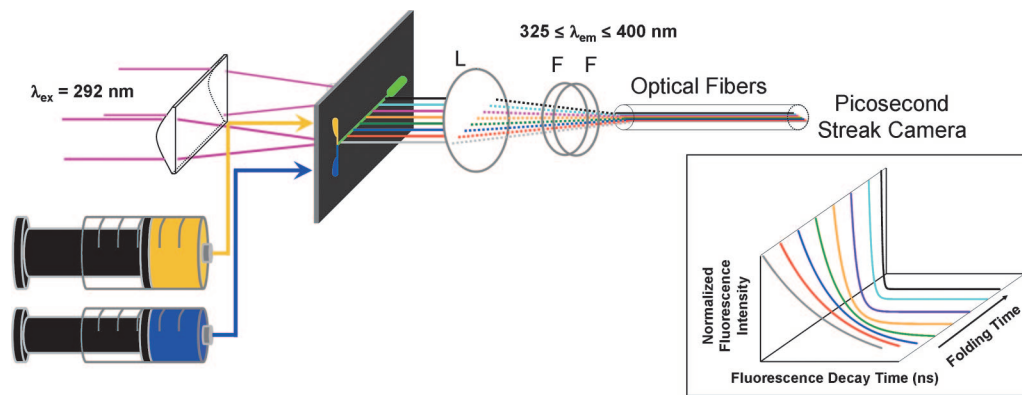 325 ≤ λem ≤ 400 nm
L
F F
λex = 292 nm
Optical Fibers
Picosecond
Streak Camera
Normalized
Fluorescence
Intensity
Folding Time
Fluorescence Decay Time (ns)